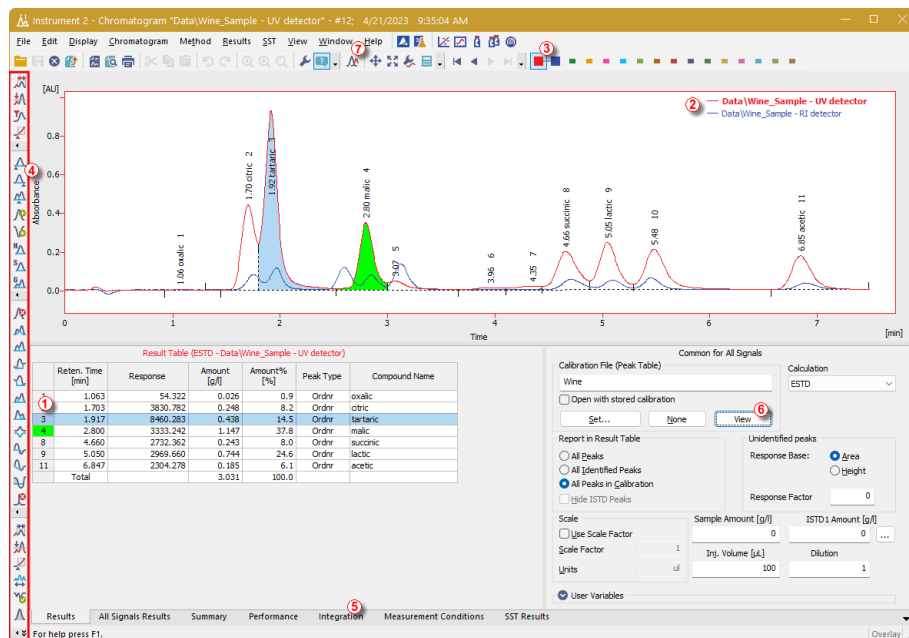 Instrument 2 - Chromatogram "Data\Wine_Sample - UV detector" - #12; 4/21/2023 9:35:04 AM
File Edit Display Chromatogram Method Results SST View Window Help
7
3
[AU]
2
Data\Wine_Sample - UV detector
Data\Wine_Sample - RI detector
4
Absorbance
0.8
0.6
0.4
0.2
0.0
1.06 oxalic 1
1.70 citric 2
1.92 tartaric 3
2.80 malic 4
3.07 5
3.96 6
4.35 7
4.66 succinic 8
5.05 lactic 9
5.48 10
6.85 acetic 11
0 1 2 3 4 5 6 7
Time
[min]
Result Table (ESTD - Data\Wine_Sample - UV detector)
Reten. Time [min] Response Amount [g/l] Amount% [%] Peak Type Compound Name
1
1.063 54.322 0.026 0.9 Ordnr oxalic
1.703 3830.782 0.248 8.2 Ordnr citric
3 1.917 8460.283 0.438 14.5 Ordnr tartaric
4 2.800 3333.242 1.147 37.8 Ordnr malic
8 4.660 2732.362 0.243 8.0 Ordnr succinic
9 5.050 2969.660 0.744 24.6 Ordnr lactic
11 6.847 2304.278 0.185 6.1 Ordnr acetic
Total 3.031 100.0
Common for All Signals
Calibration File (Peak Table)
Wine
Open with stored calibration
Set... None View
6
Calculation
ESTD
Report in Result Table
All Peaks
All Identified Peaks
All Peaks in Calibration
Hide ISTD Peaks
Unidentified peaks
Response Base: Area
Height
Response Factor 0
Scale
Use Scale Factor
Scale Factor 1
Units ul
Sample Amount [g/l] ISTD1 Amount [g/l]
0 0 ...
Inj. Volume [µL] Dilution
100 1
User Variables
5
Results All Signals Results Summary Performance Integration Measurement Conditions SST Results
For help press F1.
Overlay